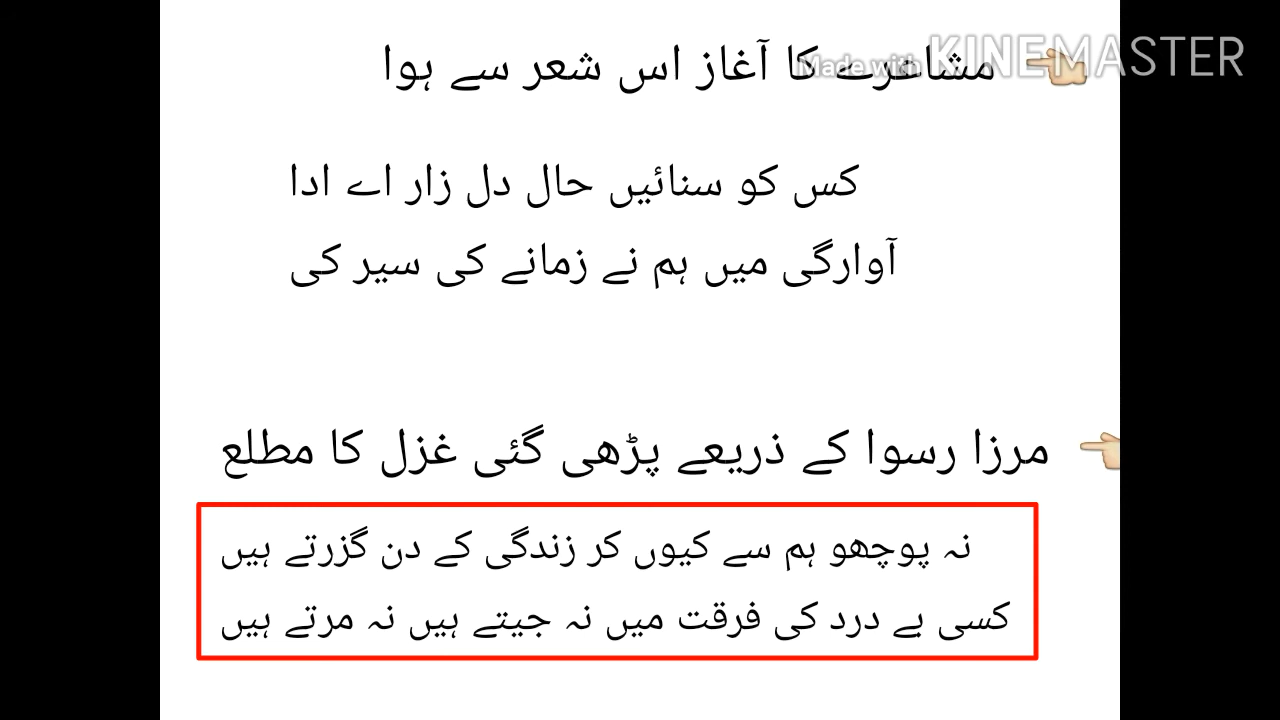 مشاعرے کا آغاز اس شعر سے ہوا
Made with KINEMASTER
کس کو سنائیں حال دل زار اے ادا
آوارگی میں ہم نے زمانے کی سیر کی
مرزا رسوا کے ذریعے پڑھی گئی غزل کا مطلع
نہ پوچھو ہم سے کیوں کر زندگی کے دن گزرتے ہیں
کسی بے درد کی فرقت میں نہ جیتے ہیں نہ مرتے ہیں